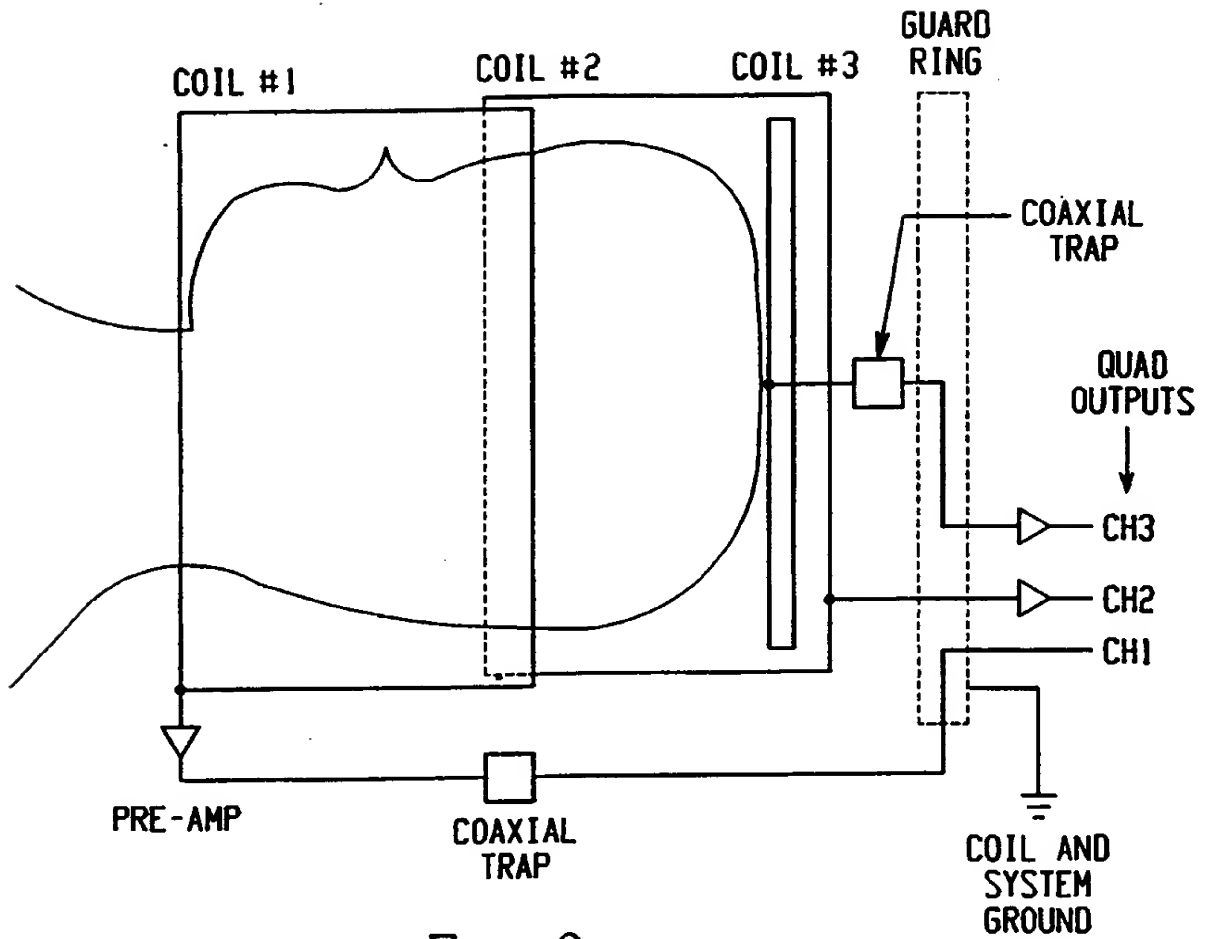 COIL #1
COIL #2
COIL #3
GUARD
RING
COAXIAL
TRAP
QUAD
OUTPUTS
CH3
CH2
CH1
PRE-AMP
COAXIAL
TRAP
COIL AND
SYSTEM
GROUND